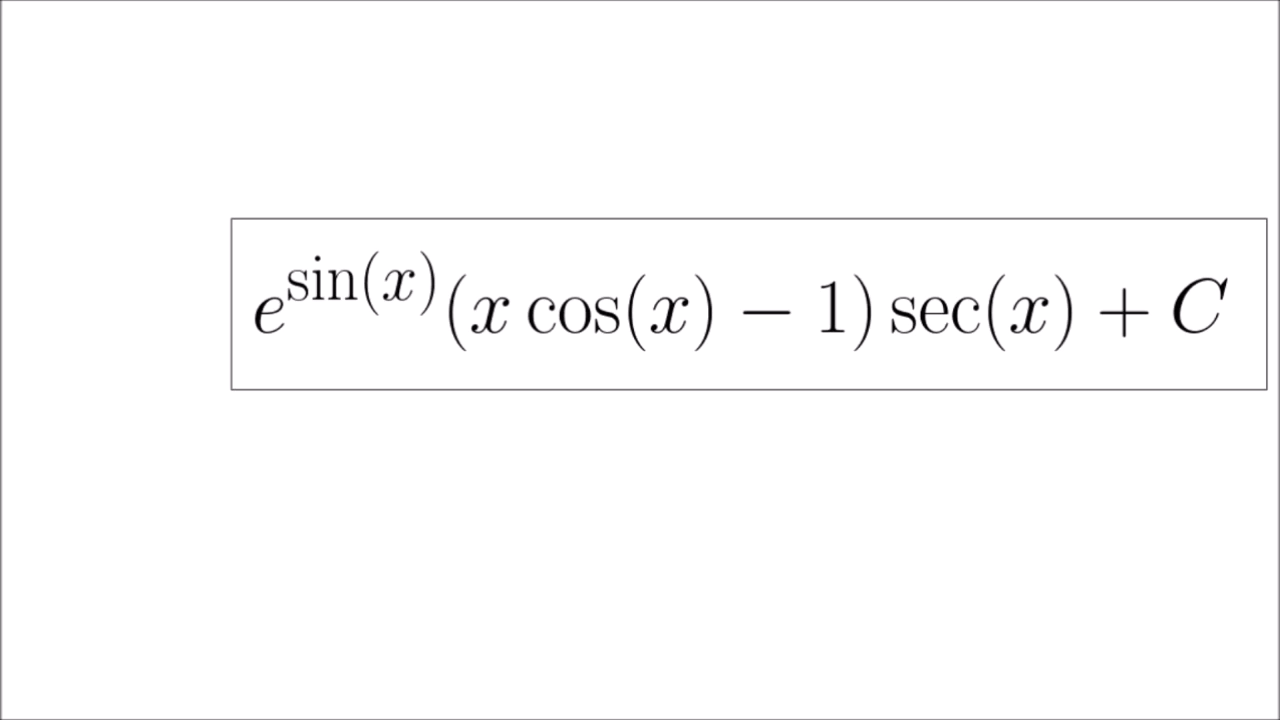 e^{sin(x)}(x cos(x) − 1) sec(x) + C